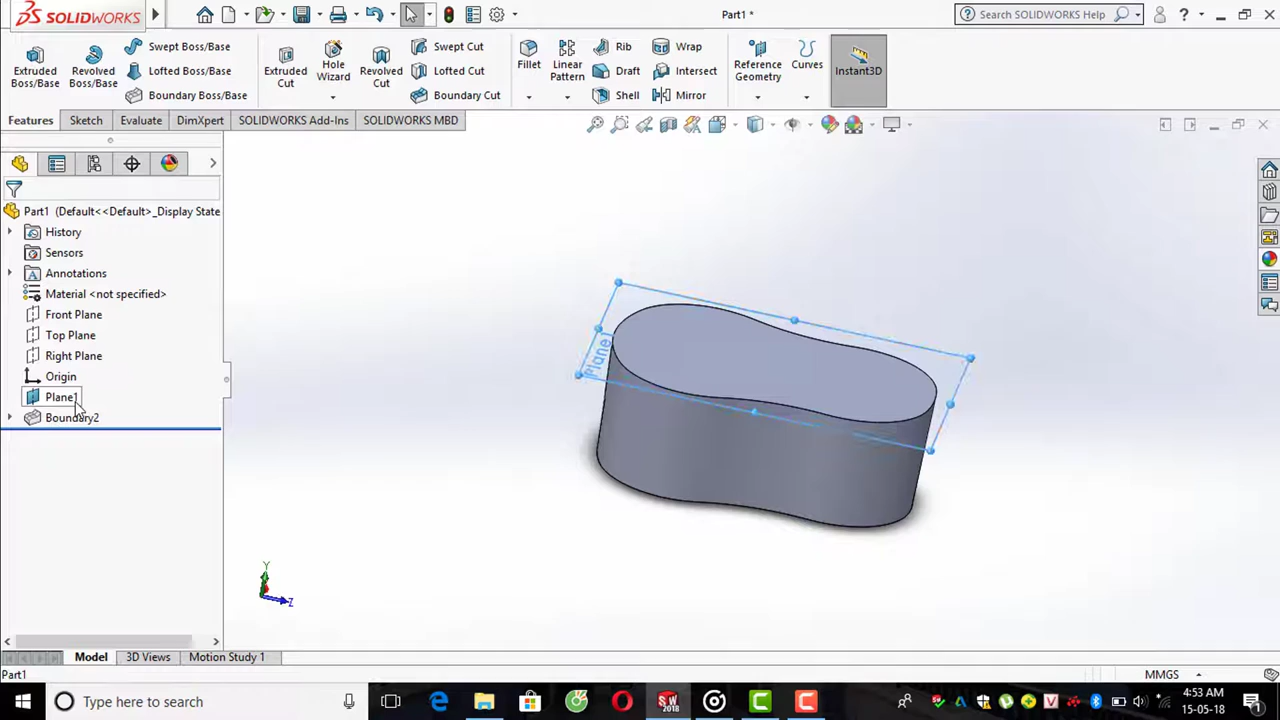 SOLIDWORKS
Part1 *
Search SOLIDWORKS Help
?
Extruded Boss/Base
Revolved Boss/Base
Swept Boss/Base
Lofted Boss/Base
Boundary Boss/Base
Extruded Cut
Hole Wizard
Revolved Cut
Swept Cut
Lofted Cut
Boundary Cut
Fillet
Linear Pattern
Rib
Draft
Shell
Wrap
Intersect
Mirror
Reference Geometry
Curves
Instant3D
Features
Sketch
Evaluate
DimXpert
SOLIDWORKS Add-Ins
SOLIDWORKS MBD
Part1 (Default<<Default>_Display State
History
Sensors
Annotations
Material <not specified>
Front Plane
Top Plane
Right Plane
Origin
Plane1
Boundary2
Plane1
Y
Z
Model
3D Views
Motion Study 1
Part1
MMGS
Type here to search
SW 2018
4:53 AM
15-05-18